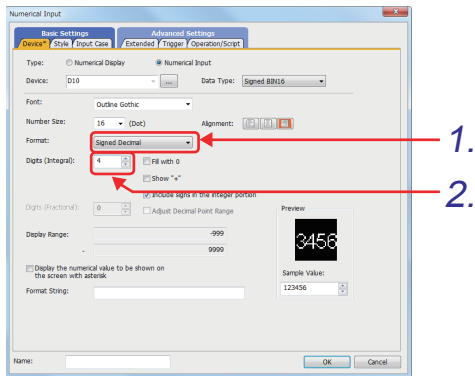 Numerical Input
Basic Settings Advanced Settings
Device* Style Input Case Extended Trigger Operation/Script
Type: Numerical Display Numerical Input
Device: D10 ... Data Type: Signed BIN16
Font: Outline Gothic
Number Size: 16 (Dot) Alignment:
Format: Signed Decimal 1.
Digits (Integral): 4 Fill with 0
Show "+" 2.
Include signs in the integer portion
Digits (Fractional): 0 Adjust Decimal Point Range Preview
Display Range: -999
- 9999
3456
Display the numerical value to be shown on
the screen with asterisk
Sample Value:
Format String: 123456
Name: OK Cancel